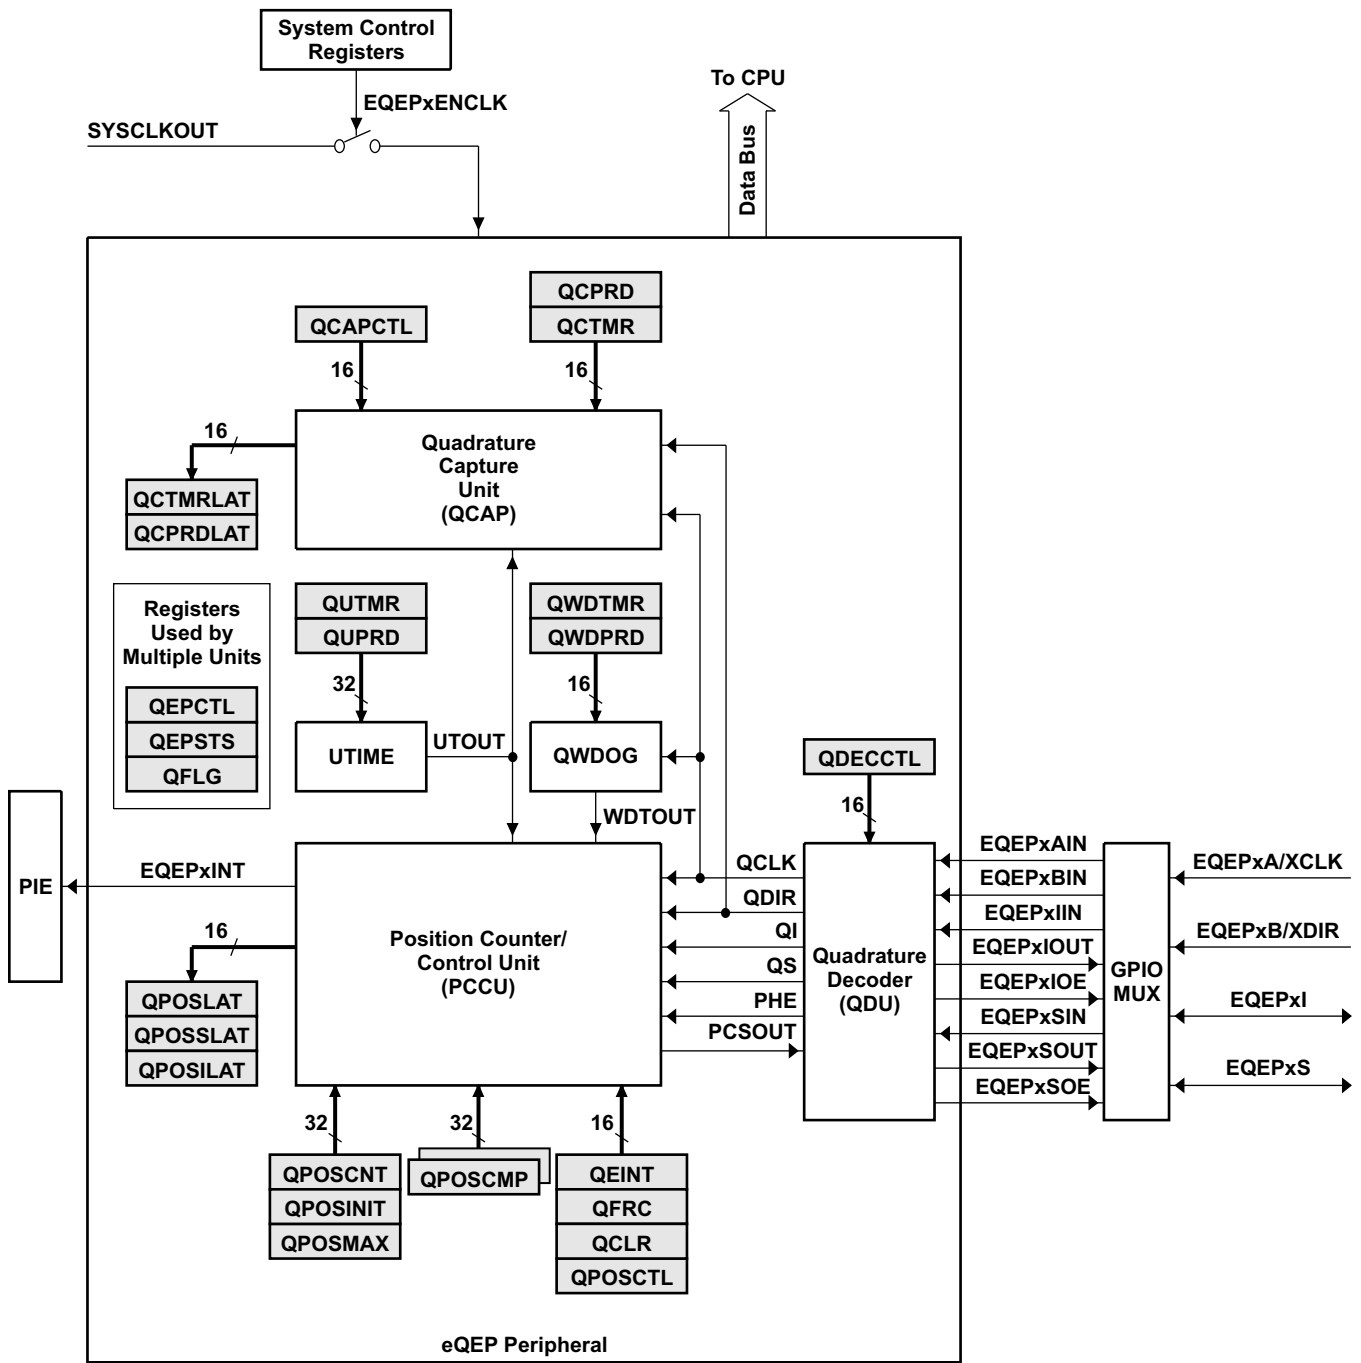 System Control
Registers
To CPU
EQEPxENCLK
SYSCLKOUT
Data Bus
QCPRD
QCAPCTL
QCTMR
16
16
16
Quadrature
Capture
Unit
(QCAP)
QCTMRLAT
QCPRDLAT
Registers
Used by
Multiple Units
QEPCTL
QEPSTS
QFLG
QUTMR
QUPRD
QWDTMR
QWDPRD
32
16
UTIME
UTOUT
QWDOG
QDECCTL
WDTOUT
16
PIE
EQEPxINT
16
QPOSLAT
QPOSSLAT
QPOSILAT
Position Counter/
Control Unit
(PCCU)
QCLK
QDIR
QI
QS
PHE
PCSOUT
Quadrature
Decoder
(QDU)
EQEPxAIN
EQEPxBIN
EQEPxIIN
EQEPxIOUT
EQEPxIOE
EQEPxSIN
EQEPxSOUT
EQEPxSOE
GPIO
MUX
EQEPxA/XCLK
EQEPxB/XDIR
EQEPxI
EQEPxS
32
32
16
QPOSCNT
QPOSINIT
QPOSMAX
QPOSCMP
QEINT
QFRC
QCLR
QPOSCTL
eQEP Peripheral